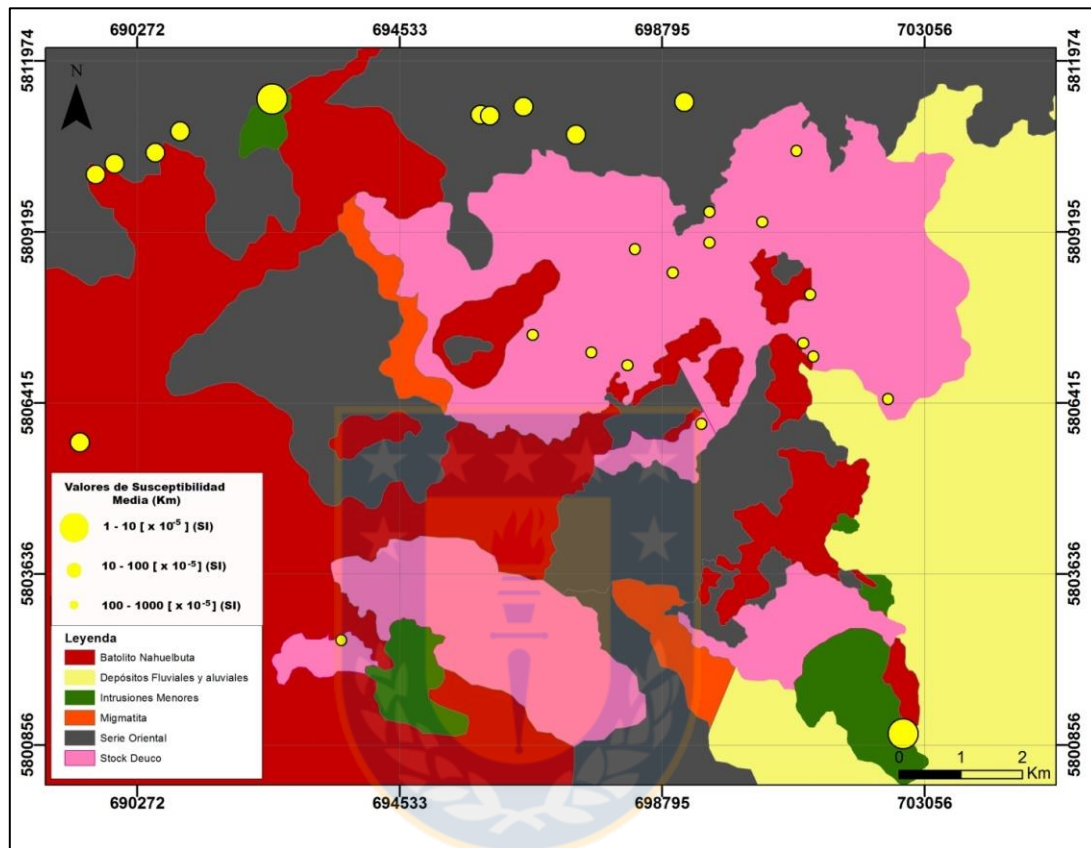 690272 694533 698795 703056
5811974 5811974
N
5809195 5809195
5806415 5806415
Valores de Susceptibilidad
Media (Km)
1 - 10 [ x 10⁻⁵ ] (SI)
10 - 100 [ x 10⁻⁵] (SI)
100 - 1000 [ x 10⁻⁵] (SI)
5803636 5803636
Leyenda
Batolito Nahuelbuta
Depósitos Fluviales y aluviales
Intrusiones Menores
Migmatita
Serie Oriental
Stock Deuco
5800856 5800856
0 1 2
Km
690272 694533 698795 703056